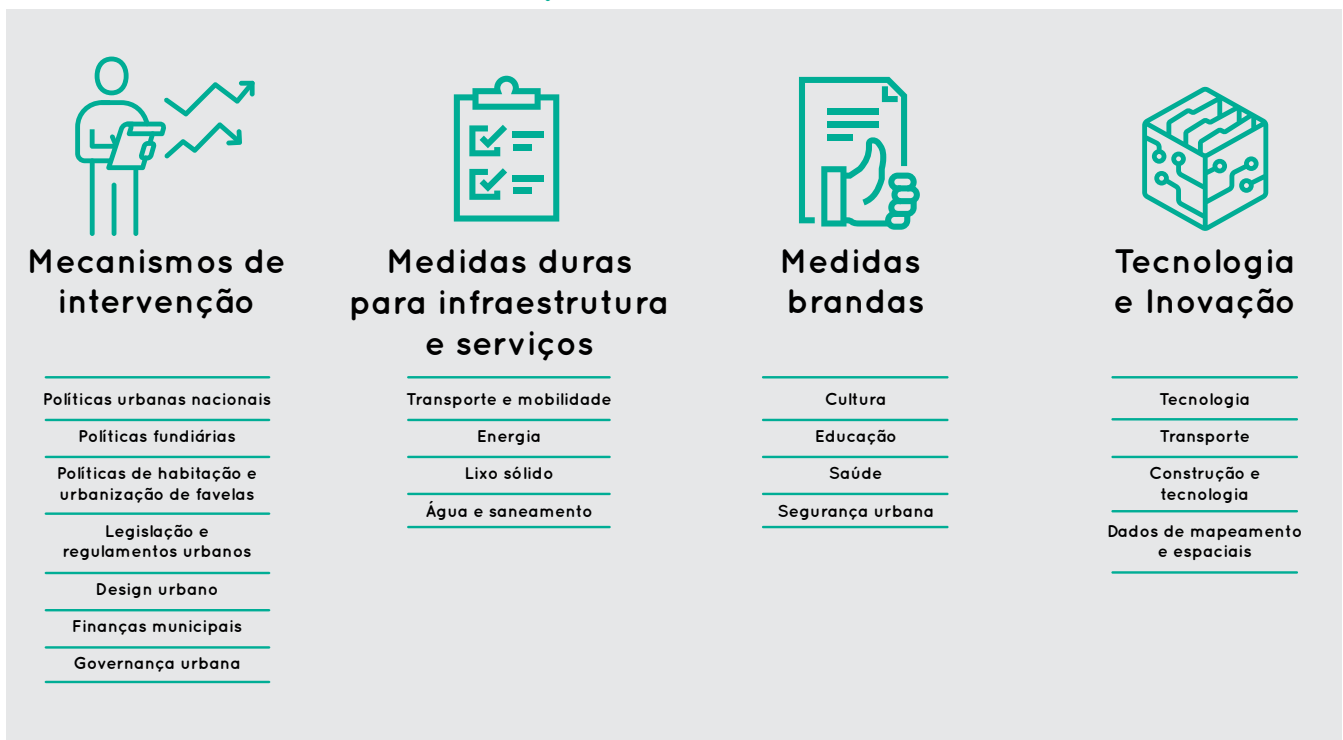 Mecanismos de
intervenção
Políticas urbanas nacionais
Políticas fundiárias
Políticas de habitação e
urbanização de favelas
Legislação e
regulamentos urbanos
Design urbano
Finanças municipais
Governança urbana
Medidas duras
para infraestrutura
e serviços
Transporte e mobilidade
Energia
Lixo sólido
Água e saneamento
Medidas
brandas
Cultura
Educação
Saúde
Segurança urbana
Tecnologia
e Inovação
Tecnologia
Transporte
Construção e
tecnologia
Dados de mapeamento
e espaciais